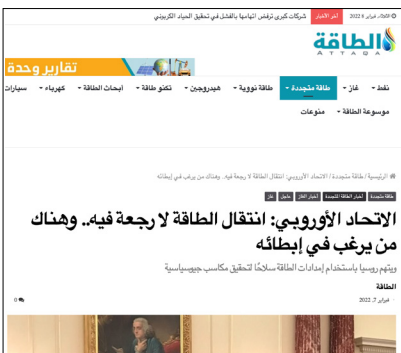 الثلاثاء, فبراير 8 2022
آخر الأخبار
شركات كبرى ترفض اتهامها بالفشل في تحقيق الحياد الكربوني
الطاقة
ATTAQA
تقارير وحدة
نفط
غاز
طاقة متجددة
طاقة نووية
هيدروجين
تكنو طاقة
أبحاث الطاقة
كهرباء
سيارات
موسوعة الطاقة
منوعات
الرئيسية / طاقة متجددة / الاتحاد الأوروبي: انتقال الطاقة لا رجعة فيه.. وهناك من يرغب في إبطائه
طاقة متجددة
أخبار الطاقة المتجددة
أخبار الغاز
عاجل
غاز
الاتحاد الأوروبي: انتقال الطاقة لا رجعة فيه.. وهناك
من يرغب في إبطائه
ويتهم روسيا باستخدام إمدادات الطاقة سلاحًا لتحقيق مكاسب جيوسياسية
الطاقة
فبراير 7, 2022
0